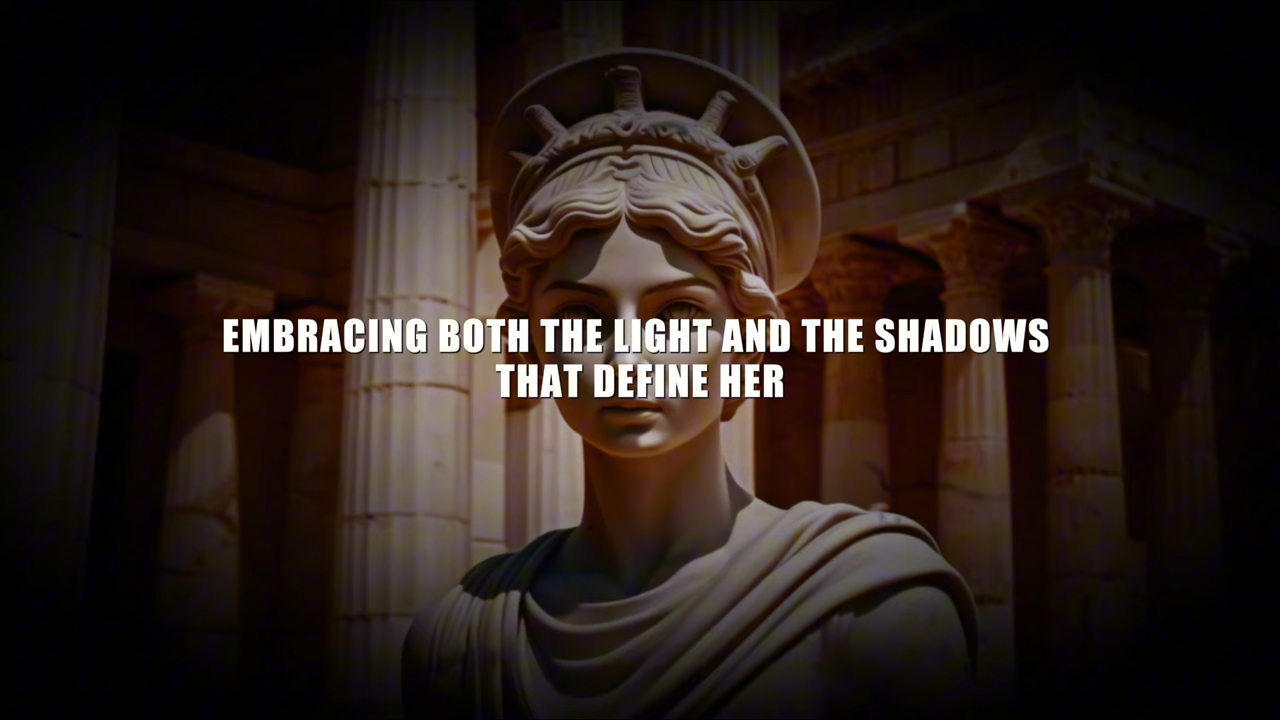 EMBRACING BOTH THE LIGHT AND THE SHADOWS
THAT DEFINE HER